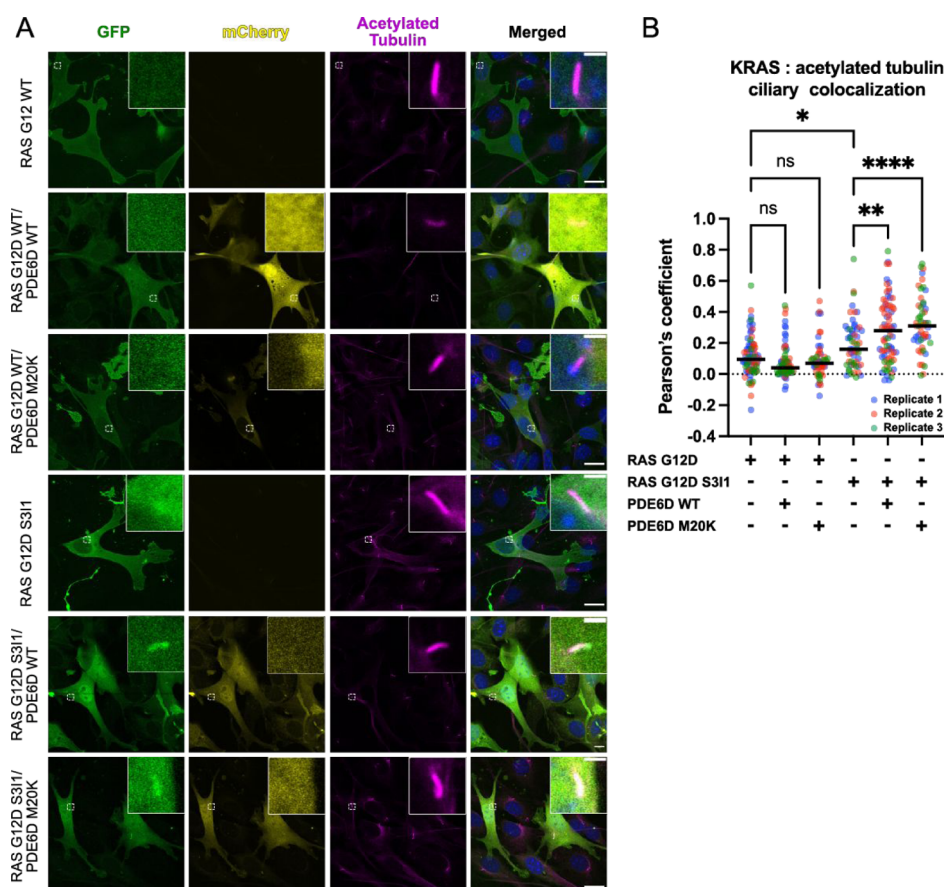 A
GFP
mCherry
Acetylated
Tubulin
Merged
RAS G12 WT
RAS G12D WT/
PDE6D WT
RAS G12D WT/
PDE6D M20K
RAS G12D S3I1
RAS G12D S3I1/
PDE6D WT
RAS G12D S3I1/
PDE6D M20K
B
KRAS : acetylated tubulin
ciliary colocalization
*
ns
****
ns
**
Pearson's coefficient
1.0
0.8
0.6
0.4
0.2
0.0
-0.2
-0.4
Replicate 1
Replicate 2
Replicate 3
RAS G12D + + + - - -
RAS G12D S3I1 - - - + + +
PDE6D WT - + - - + -
PDE6D M20K - - + - - +